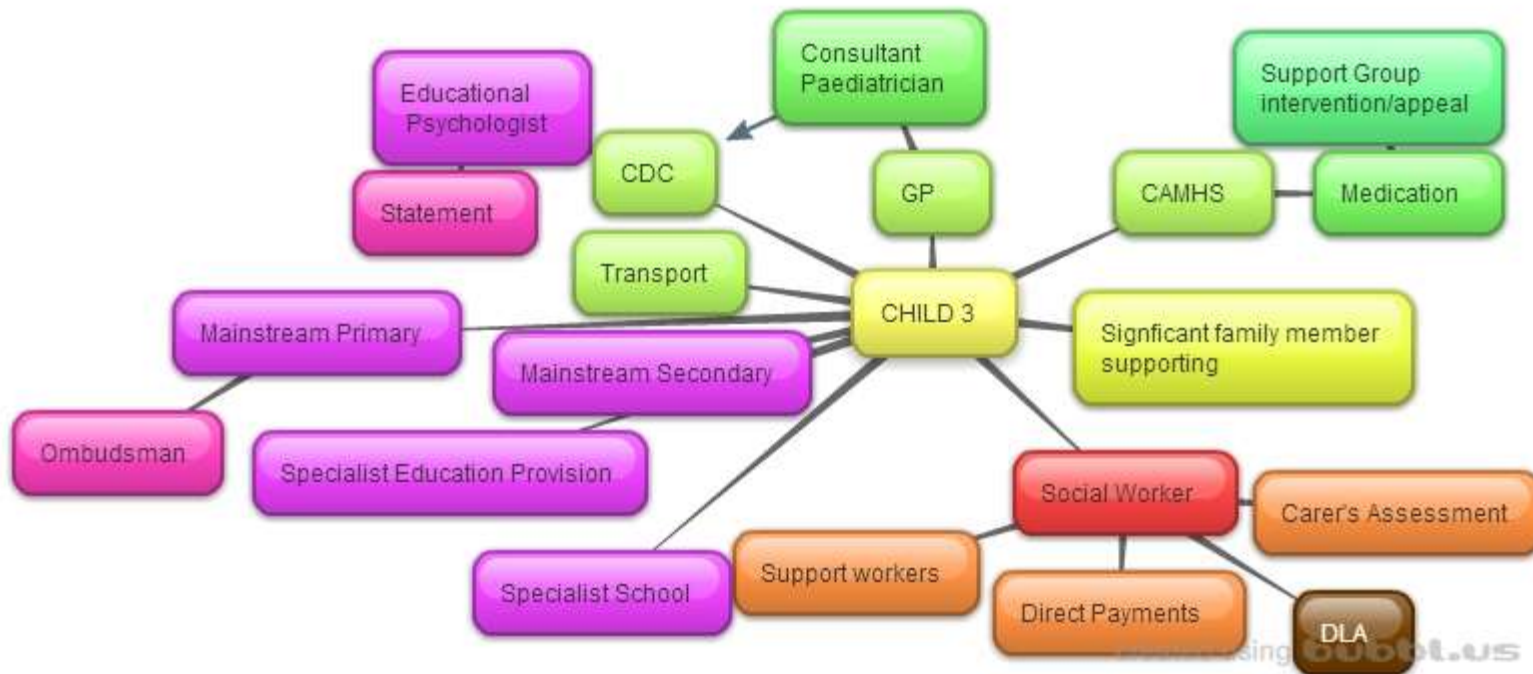 Consultant
Paediatrician
Support Group
intervention/appeal
Educational
Psychologist
CDC
GP
CAMHS
Medication
Statement
Transport
CHILD 3
Mainstream Primary
Signficant family member
supporting
Mainstream Secondary
Ombudsman
Specialist Education Provision
Social Worker
Carer's Assessment
Support workers
Specialist School
Direct Payments
DLA
using bubbl.us